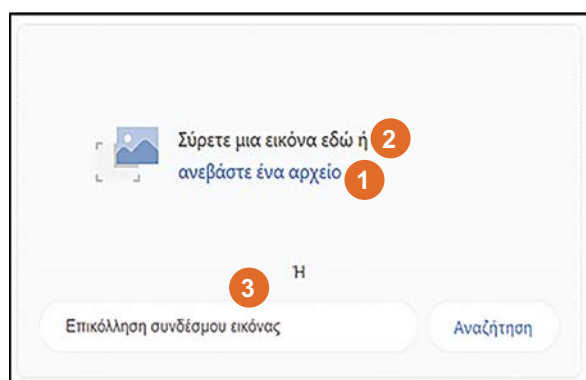 Σύρετε μια εικόνα εδώ ή 2
ανεβάστε ένα αρχείο 1
Ή
3
Επικόλληση συνδέσμου εικόνας
Αναζήτηση